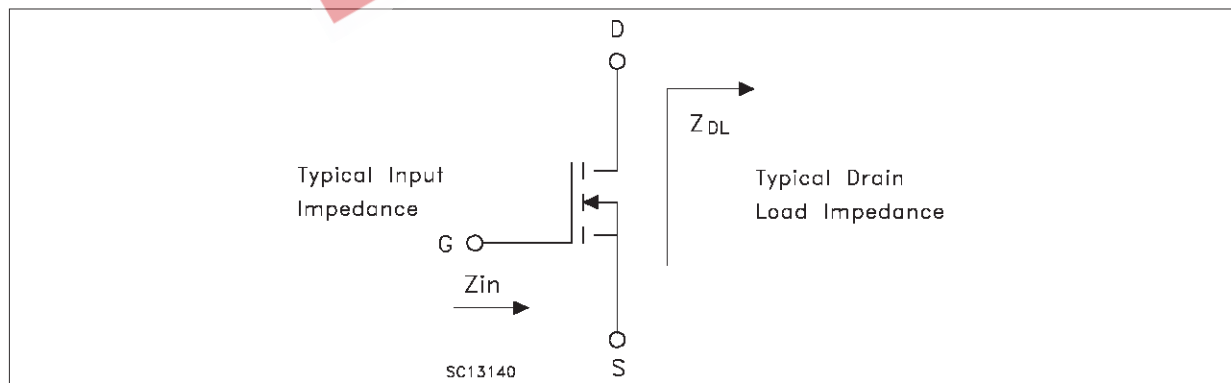 D
Z DL
Typical Input
Impedance
Typical Drain
Load Impedance
G
Zin
SC13140
S